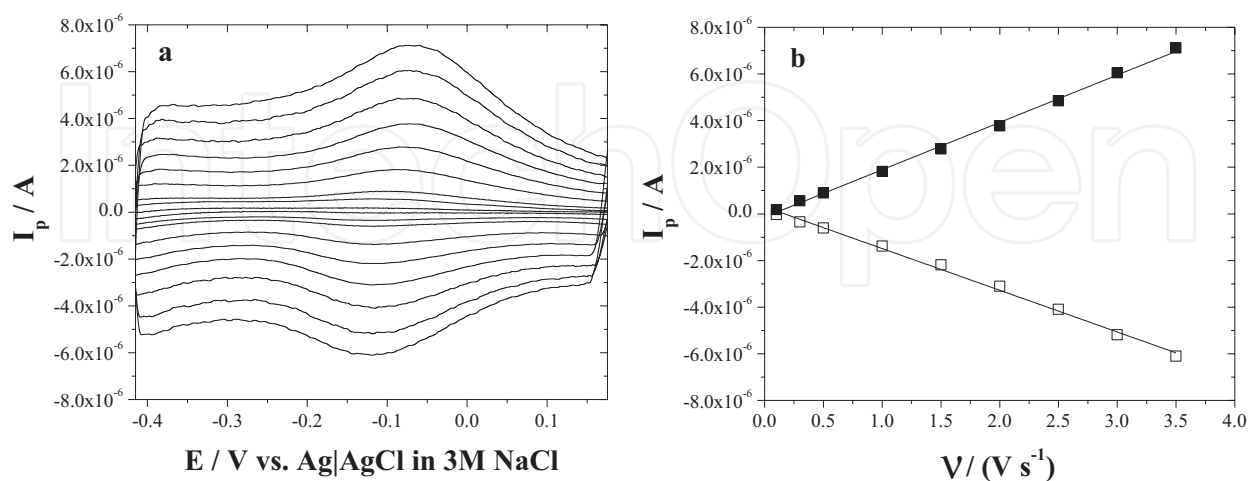 a
8.0x10-6
6.0x10-6
4.0x10-6
2.0x10-6
0.0
-2.0x10-6
-4.0x10-6
-6.0x10-6
-8.0x10-6
Ip / A
-0.4 -0.3 -0.2 -0.1 0.0 0.1
E / V vs. Ag|AgCl in 3M NaCl
b
8.0x10-6
6.0x10-6
4.0x10-6
2.0x10-6
0.0
-2.0x10-6
-4.0x10-6
-6.0x10-6
-8.0x10-6
Ip / A
0.0 0.5 1.0 1.5 2.0 2.5 3.0 3.5 4.0
ν / (V s-1)
IntechOpen